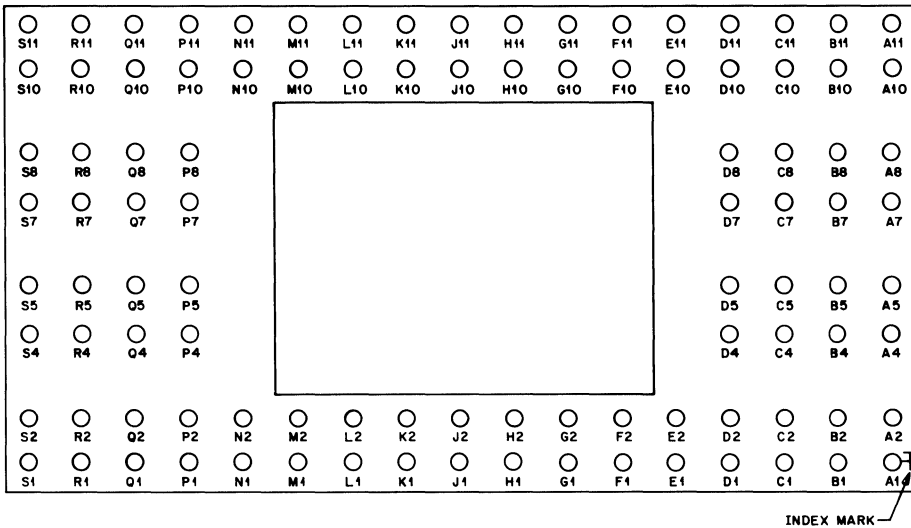 S11 R11 Q11 P11 N11 M11 L11 K11 J11 H11 G11 F11 E11 D11 C11 B11 A11
S10 R10 Q10 P10 N10 M10 L10 K10 J10 H10 G10 F10 E10 D10 C10 B10 A10
S8 R8 Q8 P8 D8 C8 B8 A8
S7 R7 Q7 P7 D7 C7 B7 A7
S5 R5 Q5 P5 D5 C5 B5 A5
S4 R4 Q4 P4 D4 C4 B4 A4
S2 R2 Q2 P2 N2 M2 L2 K2 J2 H2 G2 F2 E2 D2 C2 B2 A2
S1 R1 Q1 P1 N1 M1 L1 K1 J1 H1 G1 F1 E1 D1 C1 B1 A1
INDEX MARK